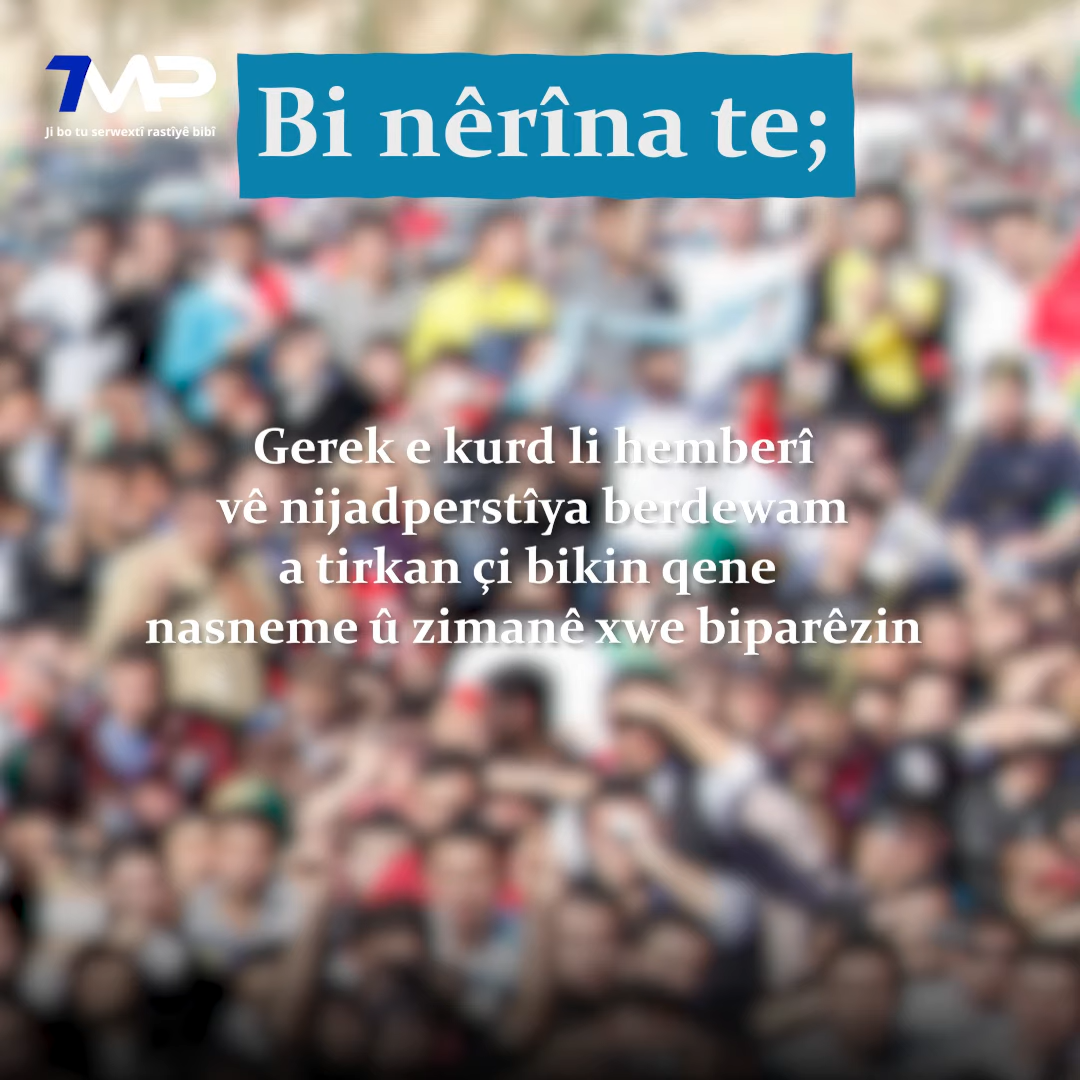 7MP
Ji bo tu serwextî rastîyê bibî
Bi nêrîna te;
Gerek e kurd li hemberî
vê nijadperstîya berdewam
a tirkan çi bikin qene
nasneme û zimanê xwe biparêzin